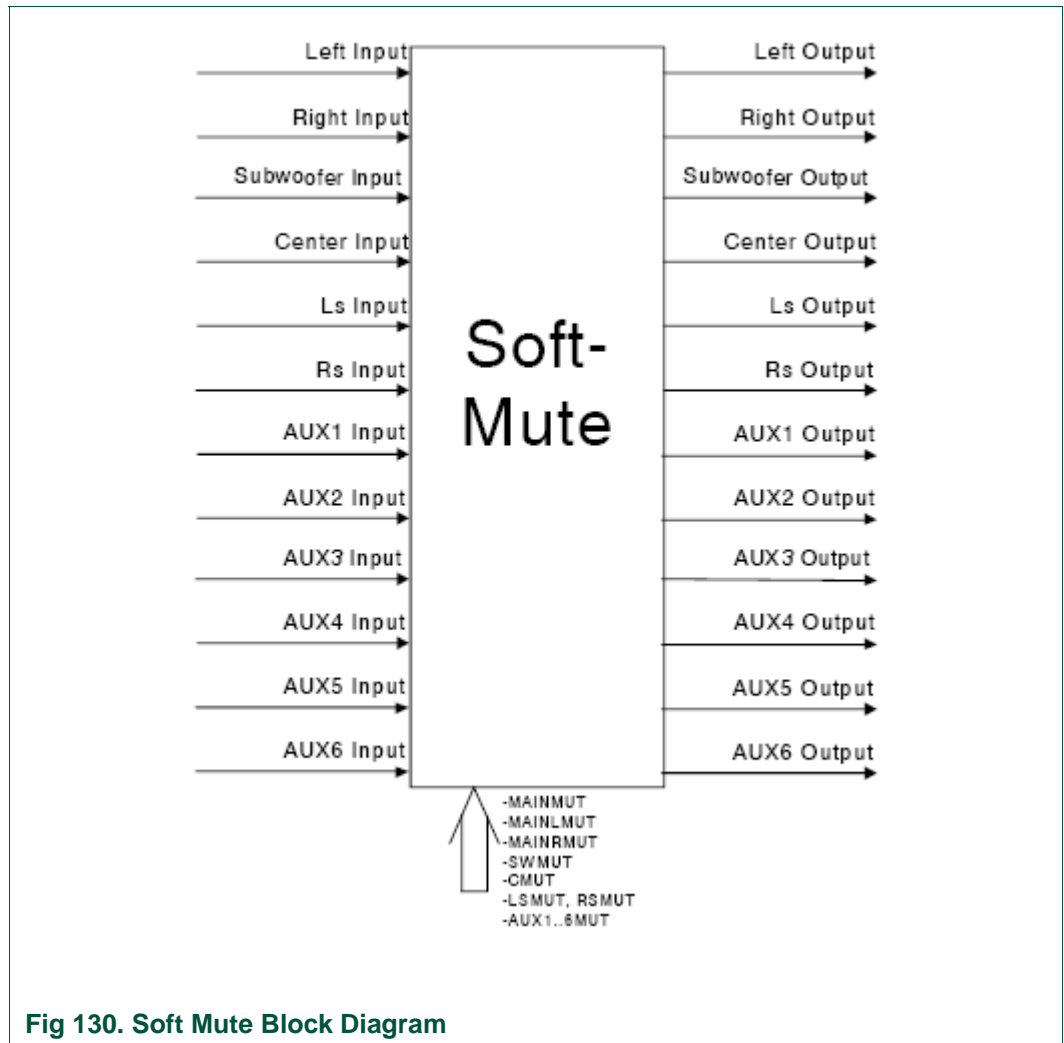 Left Input
Left Output
Right Input
Right Output
Subwoofer Input
Subwoofer Output
Center Input
Center Output
Ls Input
Ls Output
Soft-
Mute
Rs Input
Rs Output
AUX1 Input
AUX1 Output
AUX2 Input
AUX2 Output
AUX3 Input
AUX3 Output
AUX4 Input
AUX4 Output
AUX5 Input
AUX5 Output
AUX6 Input
AUX6 Output
-MAINMUT
-MAINLMUT
-MAINRMUT
-SWMUT
-CMUT
-LSMUT, RSMUT
-AUX1..6MUT
Fig 130. Soft Mute Block Diagram